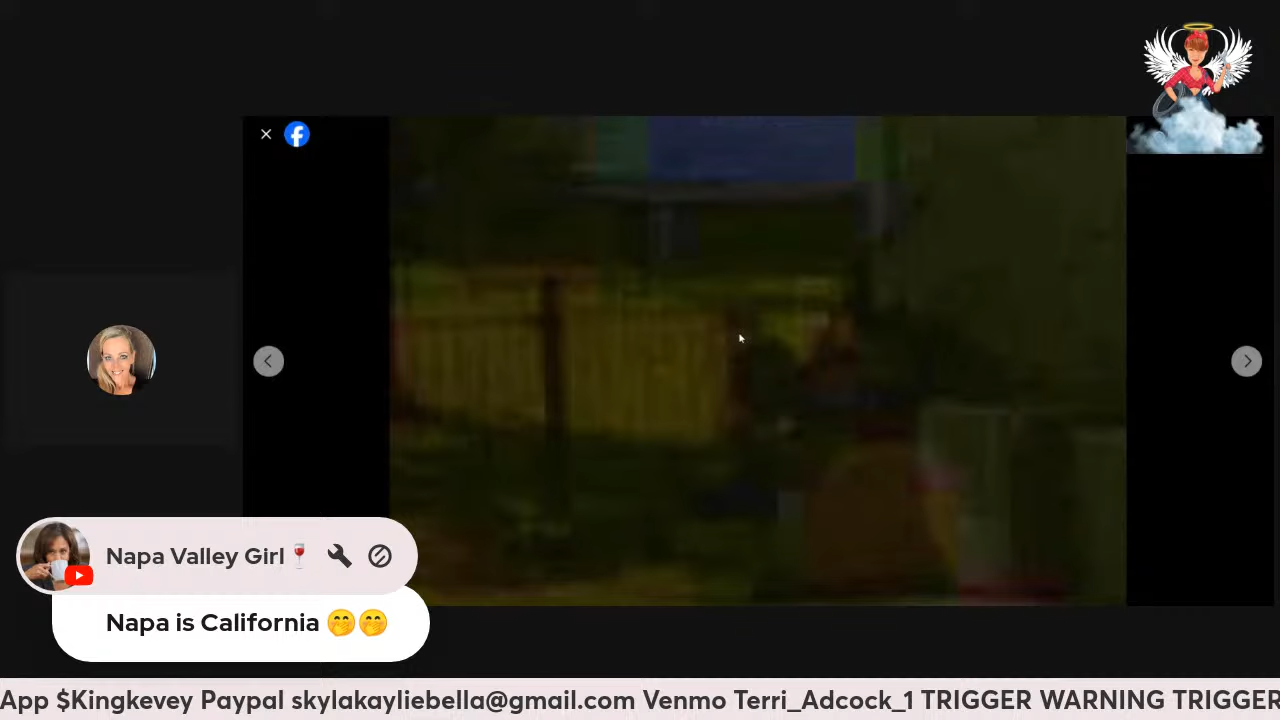 Napa Valley Girl🍷
Napa is California 🤭🤭
App $Kingkevey Paypal skylakayliebella@gmail.com Venmo Terri_Adcock_1 TRIGGER WARNING TRIGGER